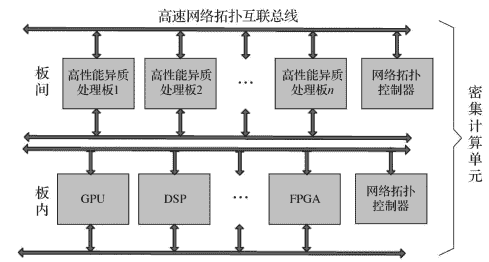 高速网络拓扑互联总线
板间
高性能异质
处理板1
高性能异质
处理板2
…
高性能异质
处理板n
网络拓扑
控制器
板内
GPU
DSP
…
FPGA
网络拓扑
控制器
密集计算单元